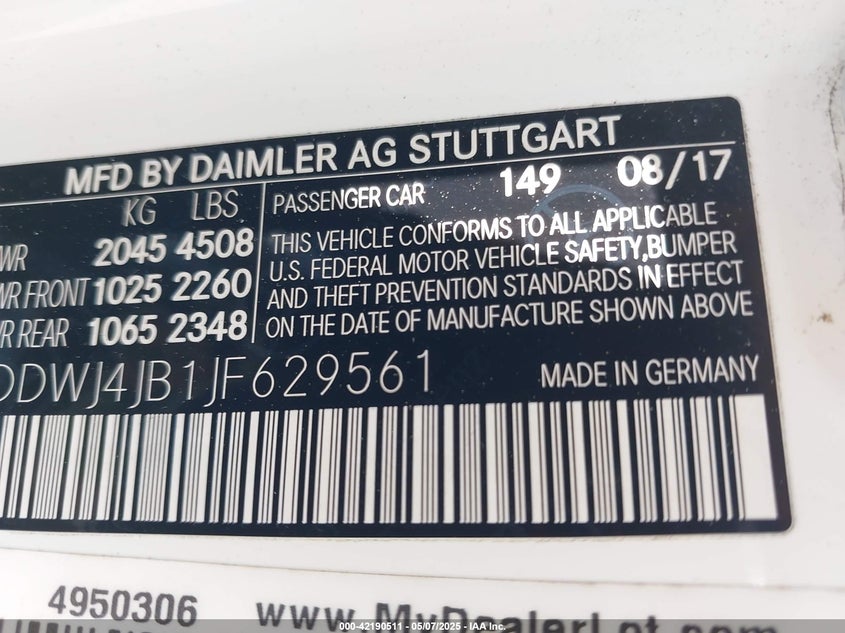 MFD BY DAIMLER AG STUTTGART
KG LBS
WR 2045 4508
WR FRONT 1025 2260
R REAR 1065 2348
PASSENGER CAR 149 08/17
THIS VEHICLE CONFORMS TO ALL APPLICABLE
U.S. FEDERAL MOTOR VEHICLE SAFETY,BUMPER
AND THEFT PREVENTION STANDARDS IN EFFECT
ON THE DATE OF MANUFACTURE SHOWN ABOVE
DDWJ4JB1JF629561 MADE IN GERMANY
4950306 www.MyDealerLot.com
000-42190511 - 05/07/2025 - IAA Inc.